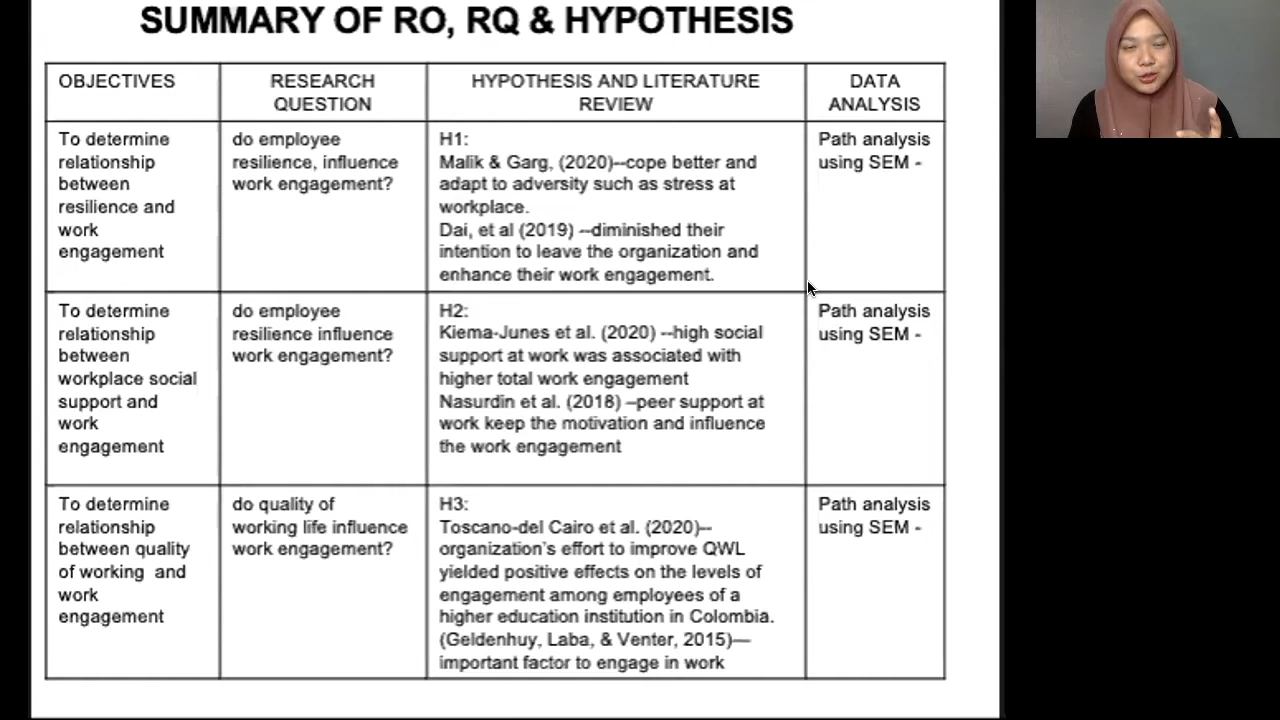 SUMMARY OF RO, RQ & HYPOTHESIS
OBJECTIVES
RESEARCH
QUESTION
HYPOTHESIS AND LITERATURE
REVIEW
DATA
ANALYSIS
To determine
relationship
between
resilience and
work
engagement
do employee
resilience, influence
work engagement?
H1:
Malik & Garg, (2020)--cope better and
adapt to adversity such as stress at
workplace.
Dai, et al (2019) --diminished their
intention to leave the organization and
enhance their work engagement.
Path analysis
using SEM -
To determine
relationship
between
workplace social
support and
work
engagement
do employee
resilience influence
work engagement?
H2:
Kiema-Junes et al. (2020) --high social
support at work was associated with
higher total work engagement
Nasurdin et al. (2018) –peer support at
work keep the motivation and influence
the work engagement
Path analysis
using SEM -
To determine
relationship
between quality
of working  and
work
engagement
do quality of
working life influence
work engagement?
H3:
Toscano-del Cairo et al. (2020)--
organization's effort to improve QWL
yielded positive effects on the levels of
engagement among employees of a
higher education institution in Colombia.
(Geldenhuy, Laba, & Venter, 2015)—
important factor to engage in work
Path analysis
using SEM -